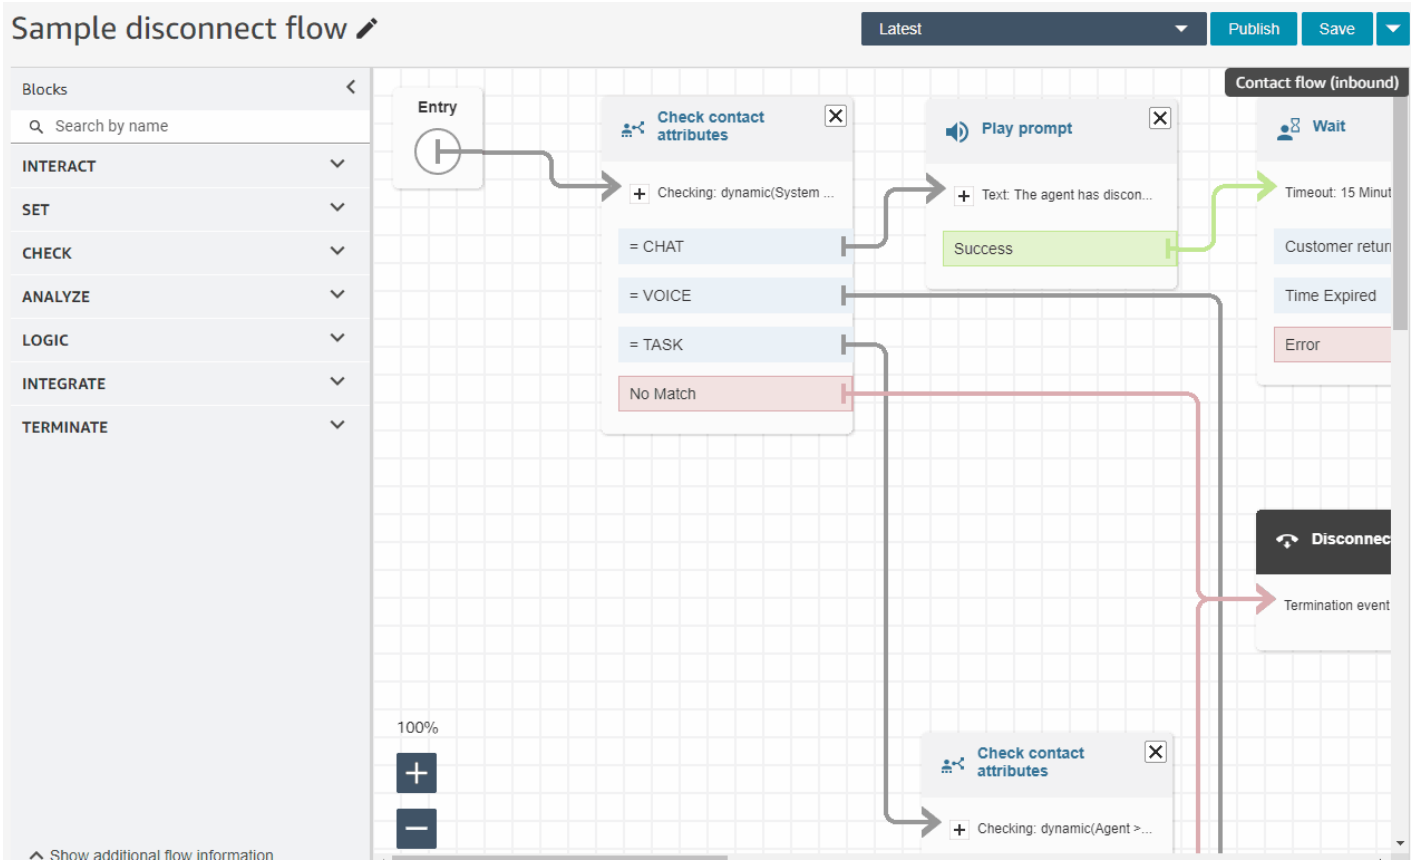 Sample disconnect flow
Latest
Publish
Save
Blocks
Search by name
INTERACT
SET
CHECK
ANALYZE
LOGIC
INTEGRATE
TERMINATE
Show additional flow information
Contact flow (inbound)
Entry
Check contact
attributes
Checking: dynamic(System ...
= CHAT
= VOICE
= TASK
No Match
Play prompt
Text: The agent has discon...
Success
Wait
Timeout: 15 Minut
Customer return
Time Expired
Error
Disconnec
Termination event
100%
Check contact
attributes
Checking: dynamic(Agent >...